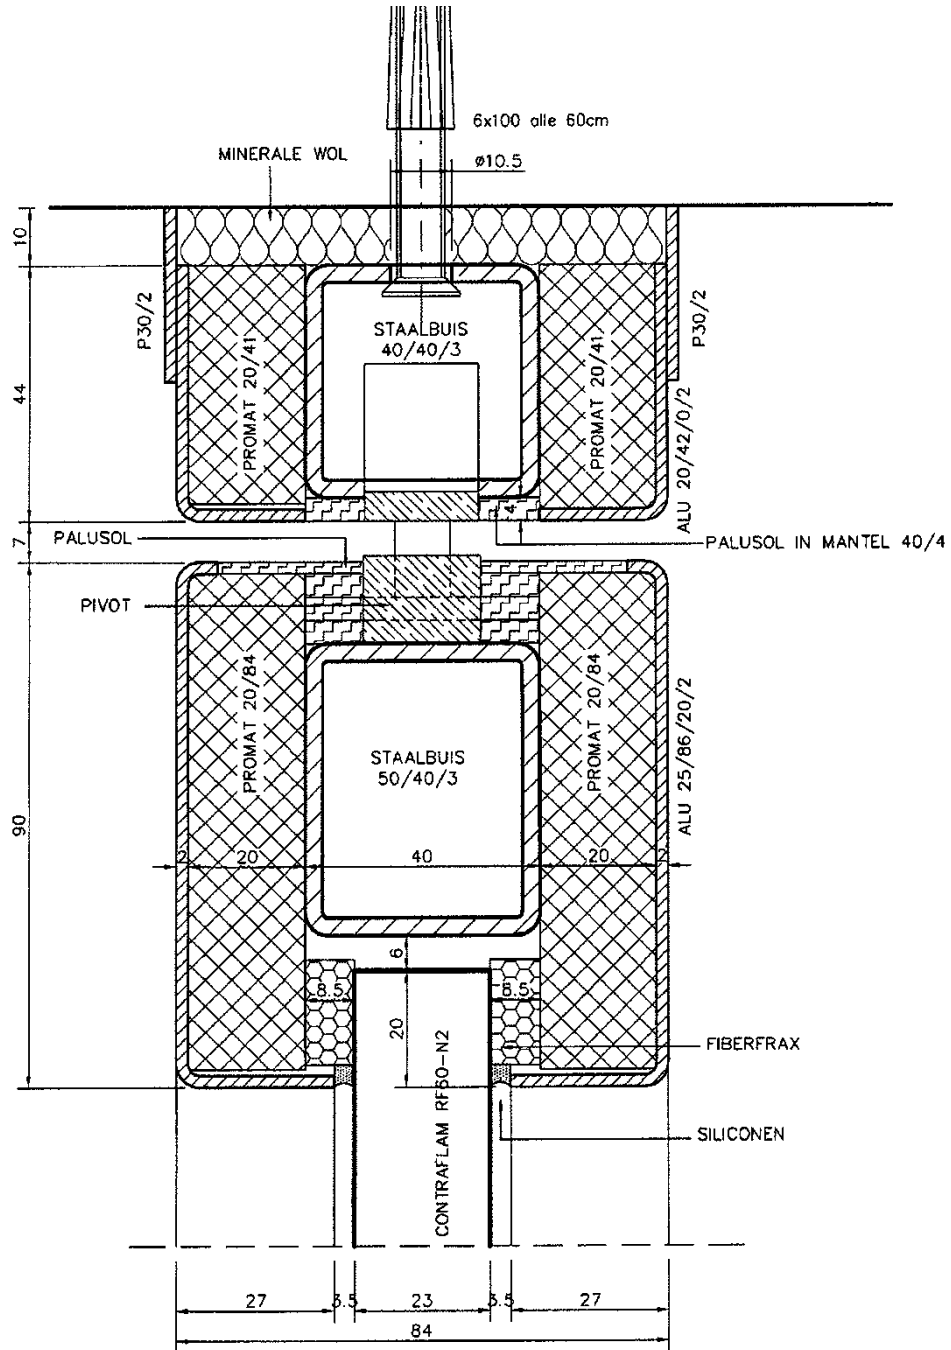 6x100 alle 60cm
MINERALE WOL
ø10.5
10
P30/2
P30/2
STAALBUIS
40/40/3
PROMAT 20/41
PROMAT 20/41
44
ALU 20/42/0/2
4
7
PALUSOL
PALUSOL IN MANTEL 40/4
PIVOT
PROMAT 20/84
PROMAT 20/84
STAALBUIS
50/40/3
ALU 25/86/20/2
90
2
20
40
20
2
6
8.5
8.5
20
FIBERFRAX
CONTRAFLAM RF60-N2
SILICONEN
27
3.5
23
3.5
27
84